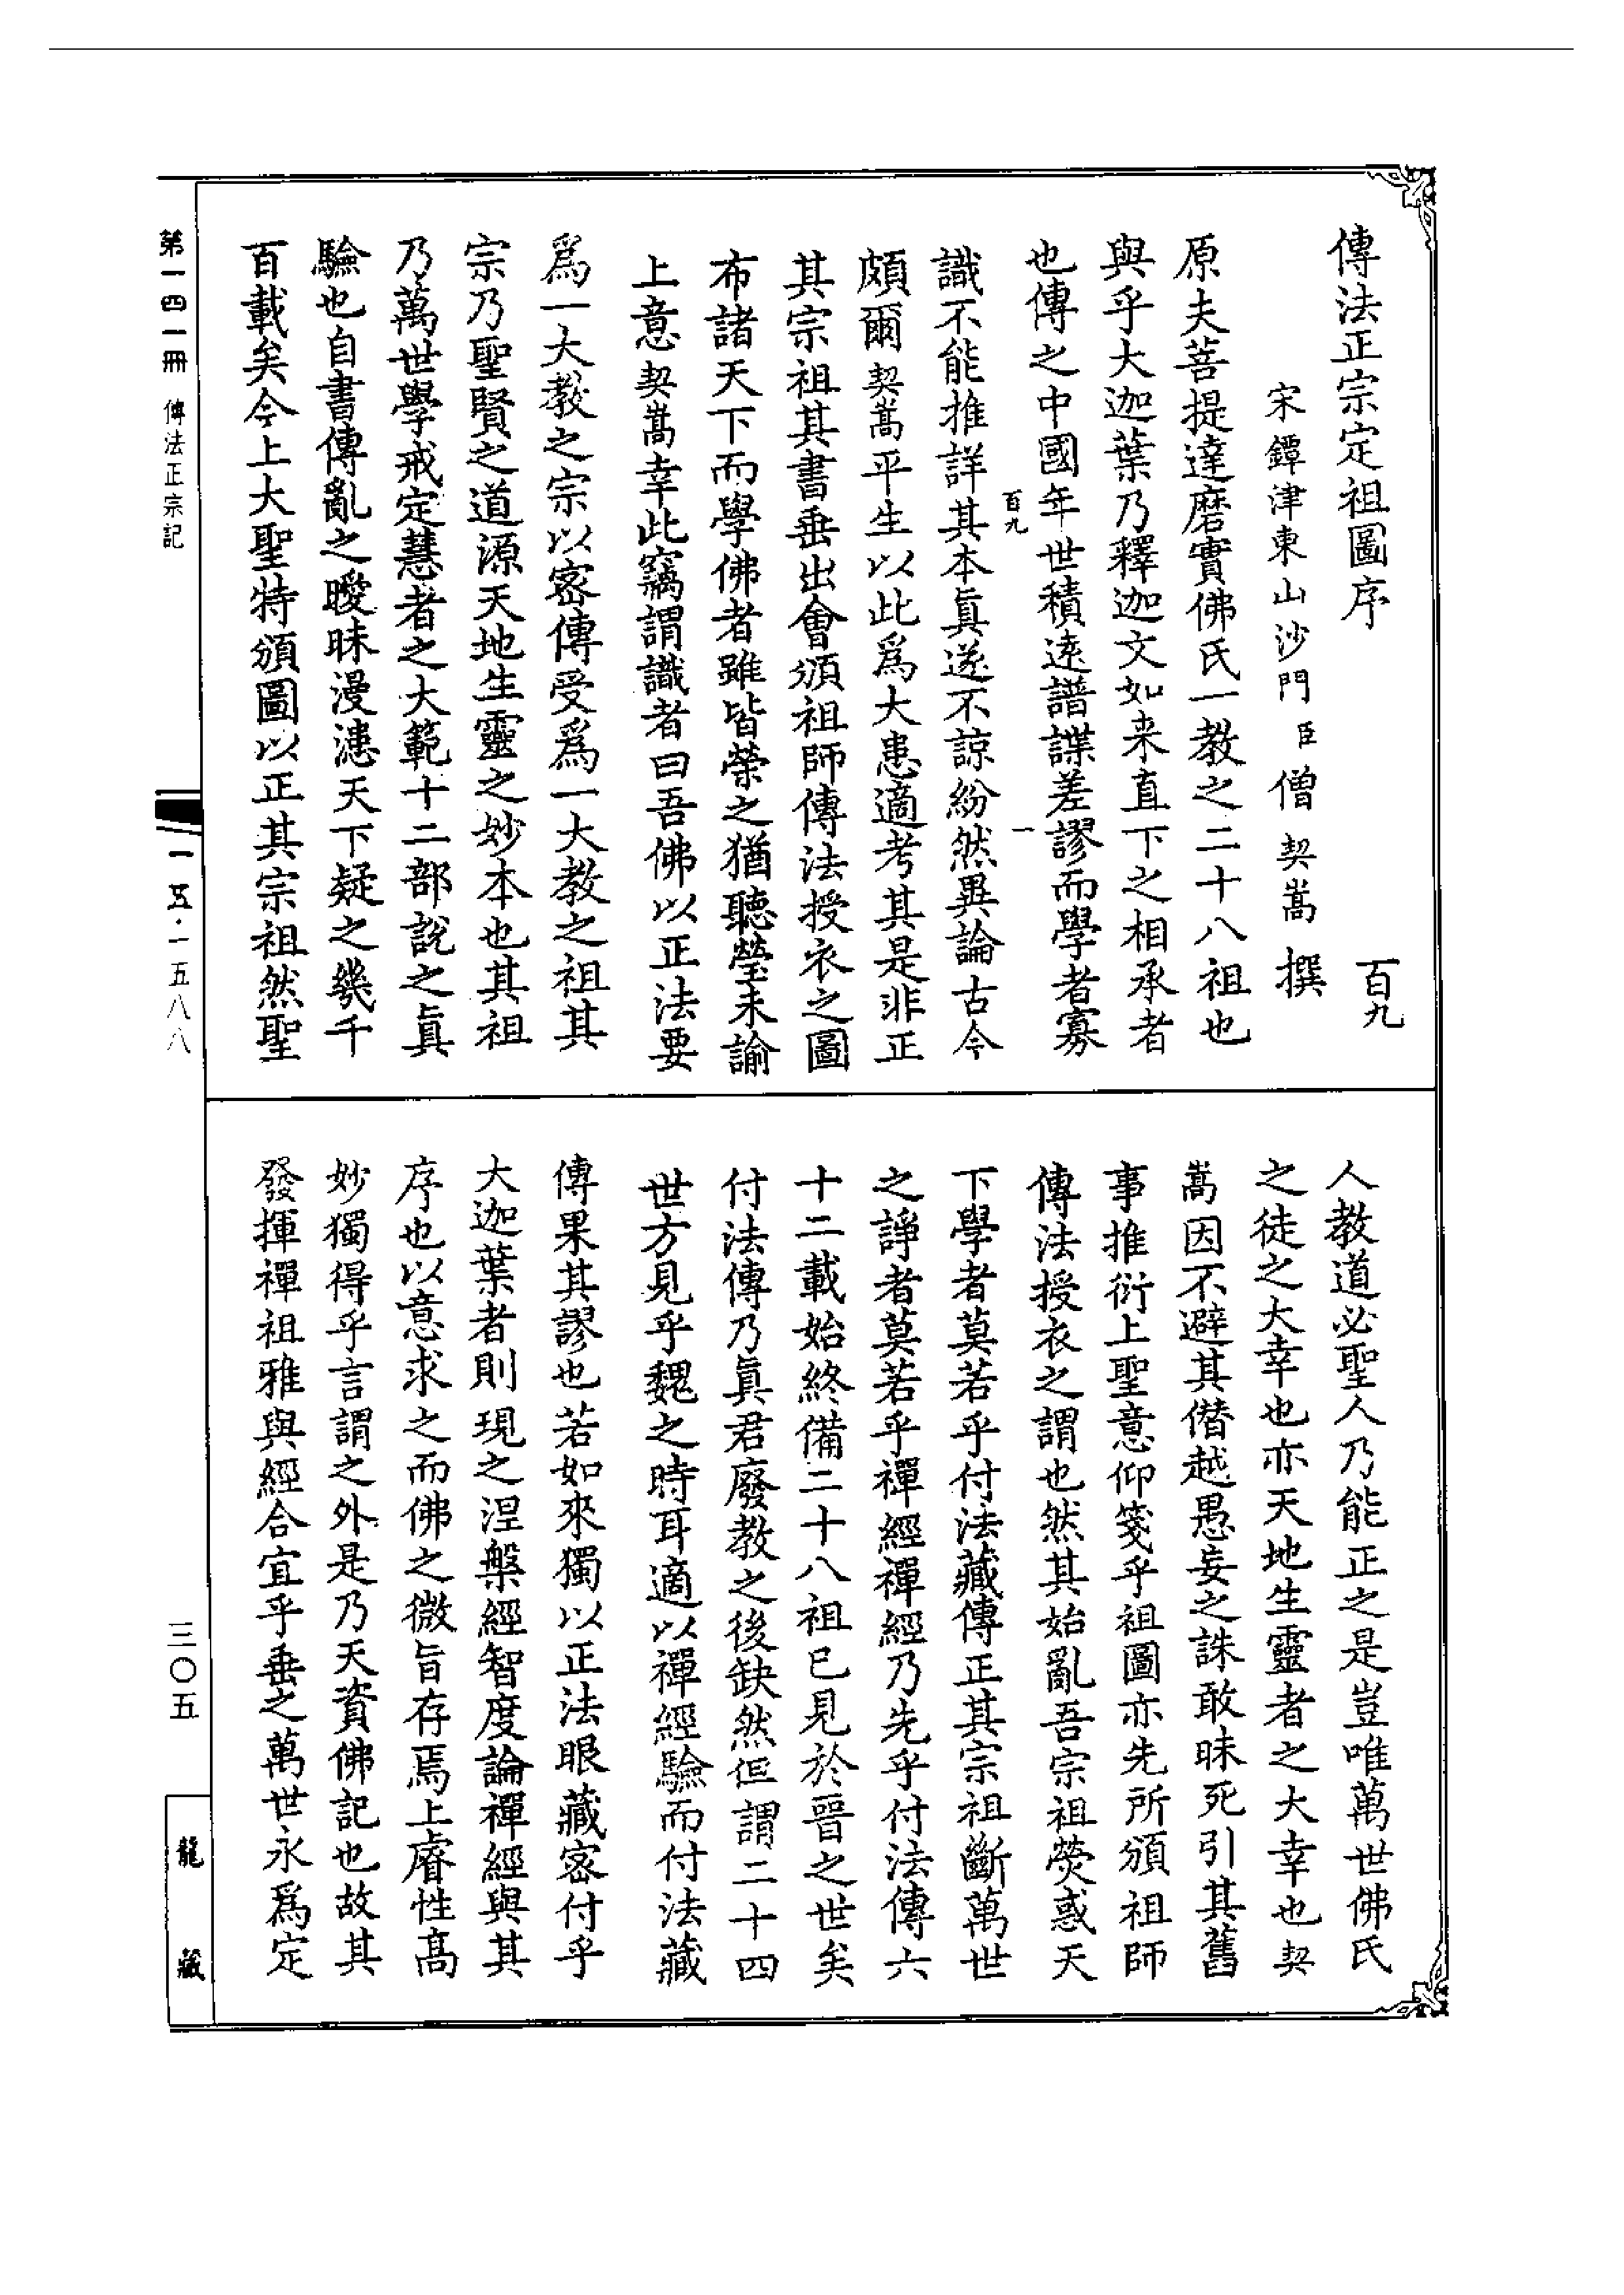 傳法正宗定祖圖序
百九
宋鐔津東山沙門臣僧契嵩撰
原夫菩提達磨實佛氏一教之二十八祖也
與乎大迦葉乃釋迦文如来直下之相承者
也傳之中國年世積遠譜諜差謬而學者寡
百九
一
識不能推詳其本眞遂不諒紛然異論古今
頗爾契嵩平生以此爲大患適考其是非正
其宗祖其書垂出會頒祖師傳法授衣之圖
布諸天下而學佛者雖皆榮之猶聽瑩未諭
上意契嵩幸此竊謂識者曰吾佛以正法要
爲一大教之宗以密傳受爲一大教之祖其
宗乃聖賢之道源天地生靈之妙本也其祖
乃萬世學戒定慧者之大範十二部說之眞
驗也自書傳亂之曖昧漫漶天下疑之幾千
百載矣今上大聖特頒圖以正其宗祖然聖
人教道必聖人乃能正之是豈唯萬世佛氏
之徒之大幸也亦天地生靈者之大幸也契
嵩因不避其僭越愚妄之誅敢昧死引其舊
事推衍上聖意仰箋乎祖圖亦先所頒祖師
傳法授衣之謂也然其始亂吾宗祖熒惑天
下學者莫若乎付法藏傳正其宗祖斷萬世
之諍者莫若乎禪經禪經乃先乎付法傳六
十二載始終備二十八祖已見於晉之世矣
付法傳乃眞君廢教之後缺然但謂二十四
世方見乎魏之時耳適以禪經驗而付法藏
傳果其謬也若如來獨以正法眼藏密付乎
大迦葉者則現之涅槃經智度論禪經與其
序也以意求之而佛之微旨存焉上睿性高
妙獨得乎言謂之外是乃天資佛記也故其
發揮禪祖雅與經合宜乎垂之萬世永爲定
第一四一冊 傳法正宗記
一五·一五八八
三〇五
龍藏